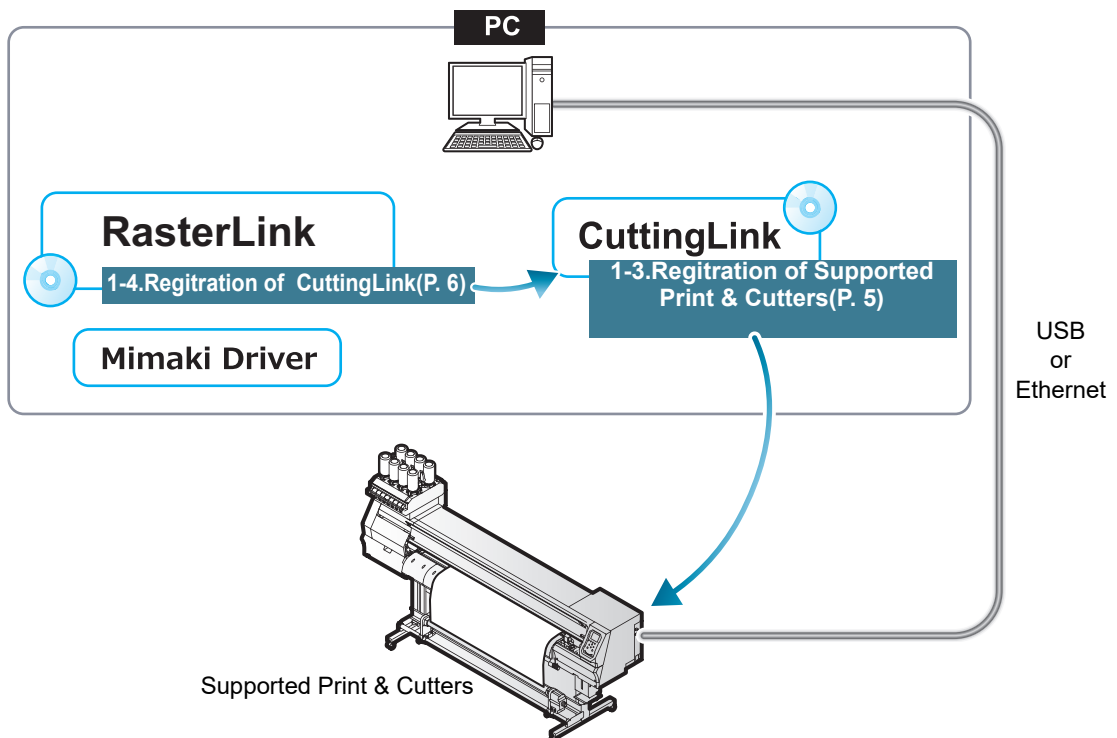 PC
RasterLink
1-4.Regitration of CuttingLink(P. 6)
CuttingLink
1-3.Regitration of Supported
Print & Cutters(P. 5)
Mimaki Driver
USB
or
Ethernet
Supported Print & Cutters